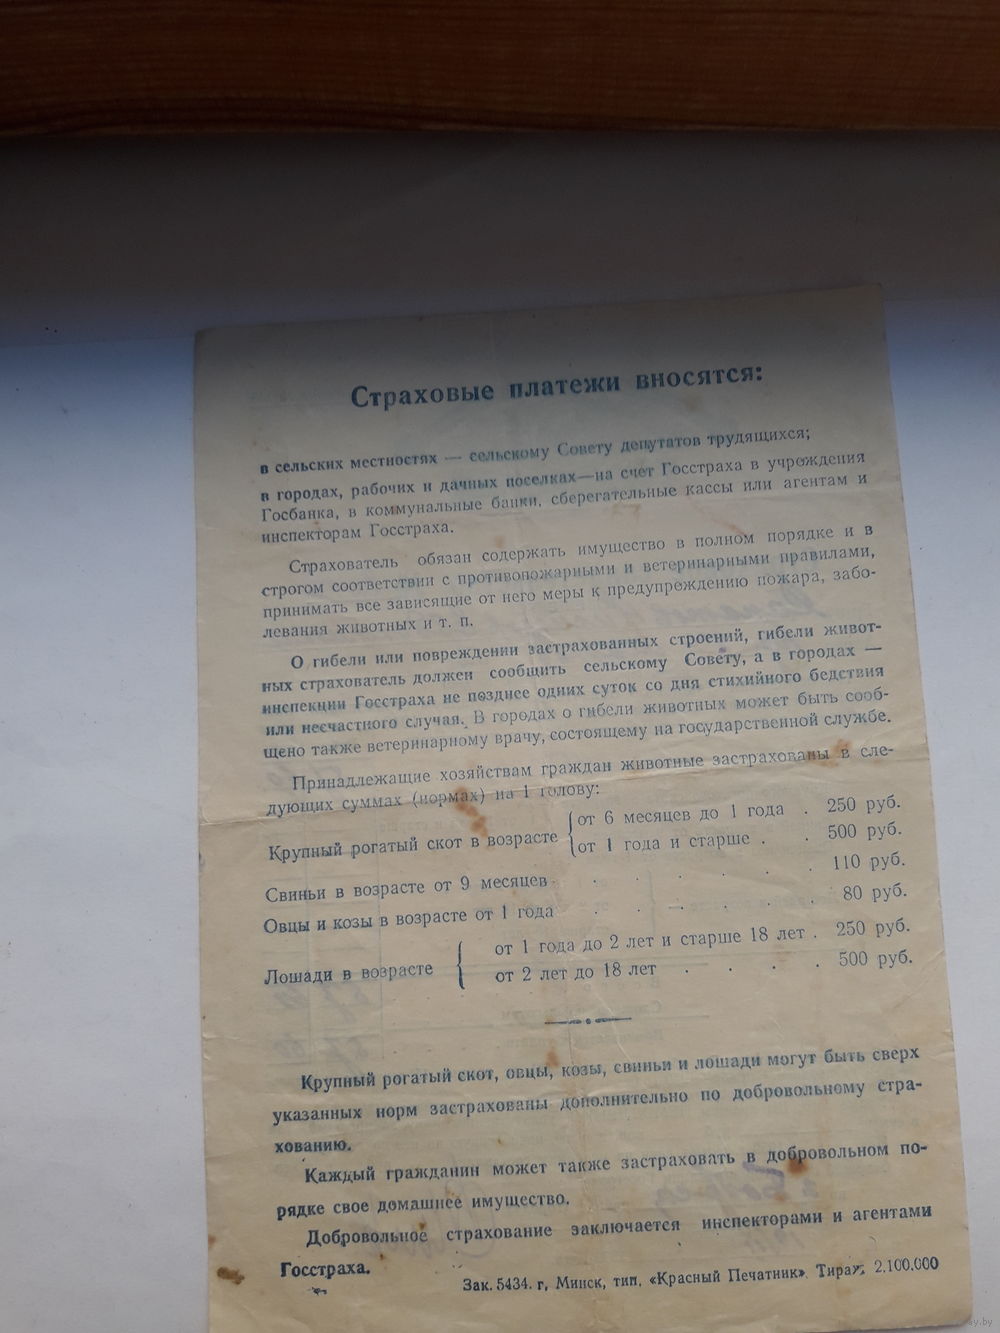 Страховые платежи вносятся:
в сельских местностях — сельскому Совету депутатов трудящихся;
в городах, рабочих и дачных поселках—на счет Госстраха в учреждения
Госбанка, в коммунальные банки, сберегательные кассы или агентам и
инспекторам Госстраха.
Страхователь обязан содержать имущество в полном порядке и в
строгом соответствии с противопожарными и ветеринарными правилами,
принимать все зависящие от него меры к предупреждению пожара, забо-
левания животных и т. п.
О гибели или повреждении застрахованных строений, гибели живот-
ных страхователь должен сообщить сельскому Совету, а в городах —
инспекции Госстраха не позднее одних суток со дня стихийного бедствия
или несчастного случая. В городах о гибели животных может быть сооб-
щено также ветеринарному врачу, состоящему на государственной службе.
Принадлежащие хозяйствам граждан животные застрахованы в сле-
дующих суммах (нормах) на 1 голову:
Крупный рогатый скот в возрасте { от 6 месяцев до 1 года . 250 руб.
от 1 года и старше . . 500 руб.
Свиньи в возрасте от 9 месяцев . . . . . . 110 руб.
Овцы и козы в возрасте от 1 года . . . . . 80 руб.
Лошади в возрасте { от 1 года до 2 лет и старше 18 лет . 250 руб.
от 2 лет до 18 лет . . . . 500 руб.
Крупный рогатый скот, овцы, козы, свиньи и лошади могут быть сверх
указанных норм застрахованы дополнительно по добровольному стра-
хованию.
Каждый гражданин может также застраховать в добровольном по-
рядке свое домашнее имущество.
Добровольное страхование заключается инспекторами и агентами
Госстраха.
Зак. 5434. г. Минск, тип. «Красный Печатник». Тираж 2.100.000